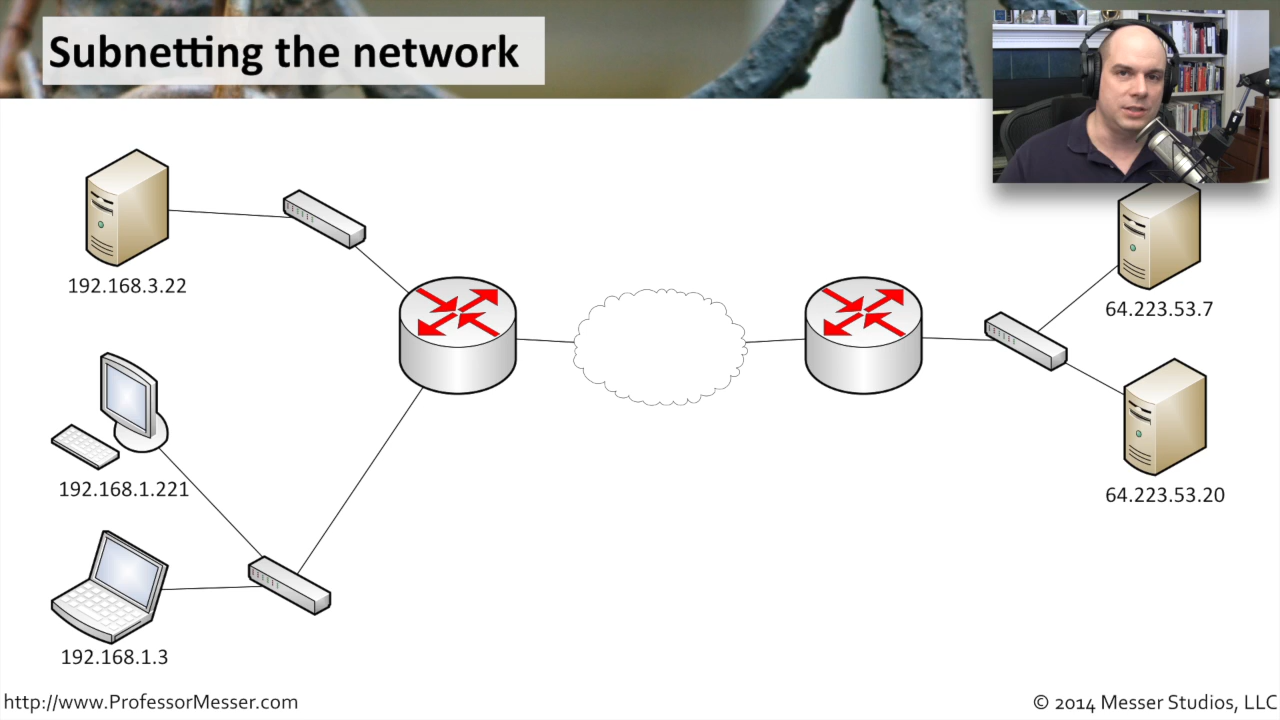 Subnetting the network
192.168.3.22
64.223.53.7
192.168.1.221
64.223.53.20
192.168.1.3
http://www.ProfessorMesser.com
© 2014 Messer Studios, LLC